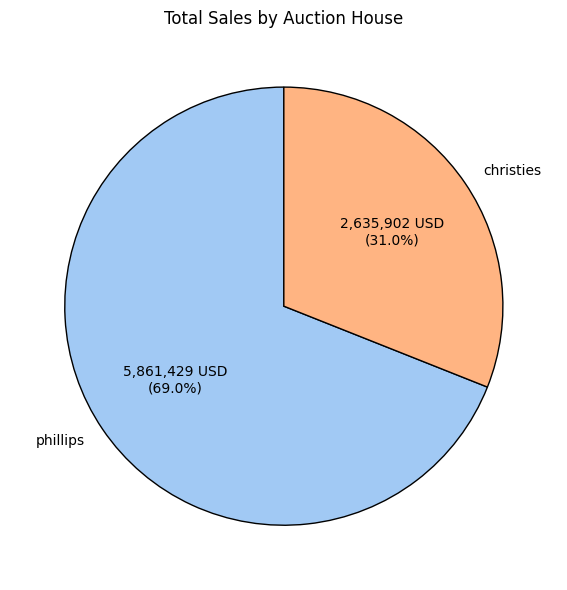 Total Sales by Auction House
christies
2,635,902 USD
(31.0%)
5,861,429 USD
(69.0%)
phillips